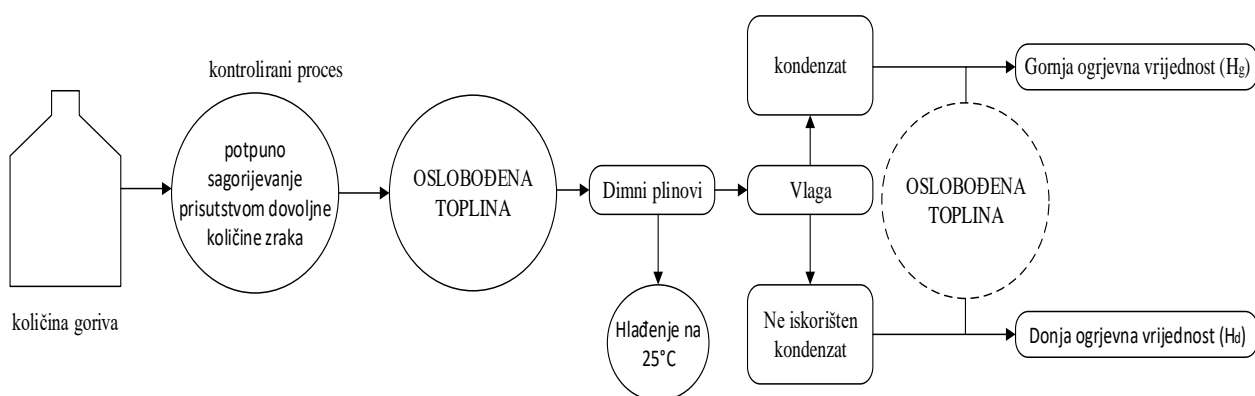 kontrolirani proces
količina goriva
potpuno
sagorijevanje
prisutstvom dovoljne
količine zraka
OSLOBOĐENA
TOPLINA
Dimni plinovi
Hlađenje na
25°C
Vlaga
kondenzat
Ne iskorišten
kondenzat
OSLOBOĐENA
TOPLINA
Gornja ogrjevna vrijednost (Hg)
Donja ogrjevna vrijednost (Hd)